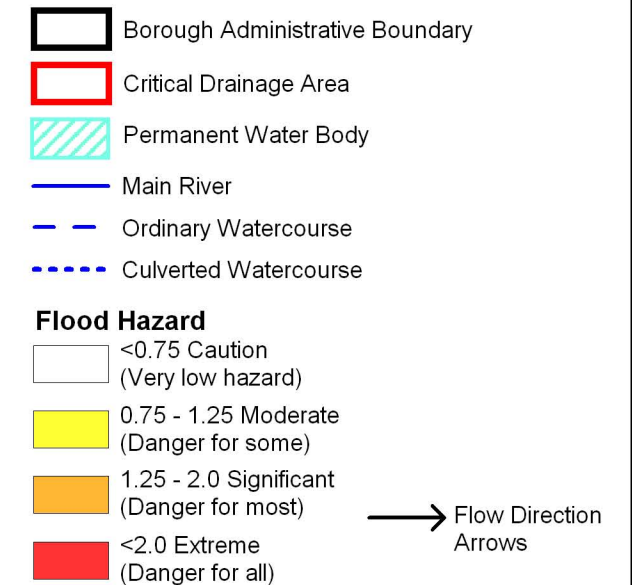 Borough Administrative Boundary
Critical Drainage Area
Permanent Water Body
Main River
Ordinary Watercourse
Culverted Watercourse
Flood Hazard
<0.75 Caution
(Very low hazard)
0.75 - 1.25 Moderate
(Danger for some)
1.25 - 2.0 Significant
(Danger for most)
<2.0 Extreme
(Danger for all)
Flow Direction
Arrows